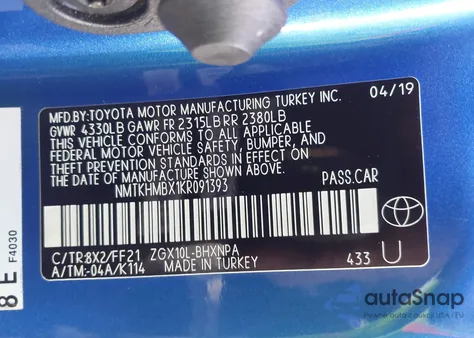 MFD.BY:TOYOTA MOTOR MANUFACTURING TURKEY INC. 04/19
GVWR 4330LB GAWR FR 2315LB RR 2380LB
THIS VEHICLE CONFORMS TO ALL APPLICABLE
FEDERAL MOTOR VEHICLE SAFETY, BUMPER, AND
THEFT PREVENTION STANDARDS IN EFFECT ON THE
DATE OF MANUFACTURE SHOWN ABOVE.
NMTKHMBX1KR091393 PASS.CAR
C/TR:8X2/FF21 ZGX10L-BHXNPA
A/TM:-04A/K114 MADE IN TURKEY 433 U
8 E F4030
autoSnap